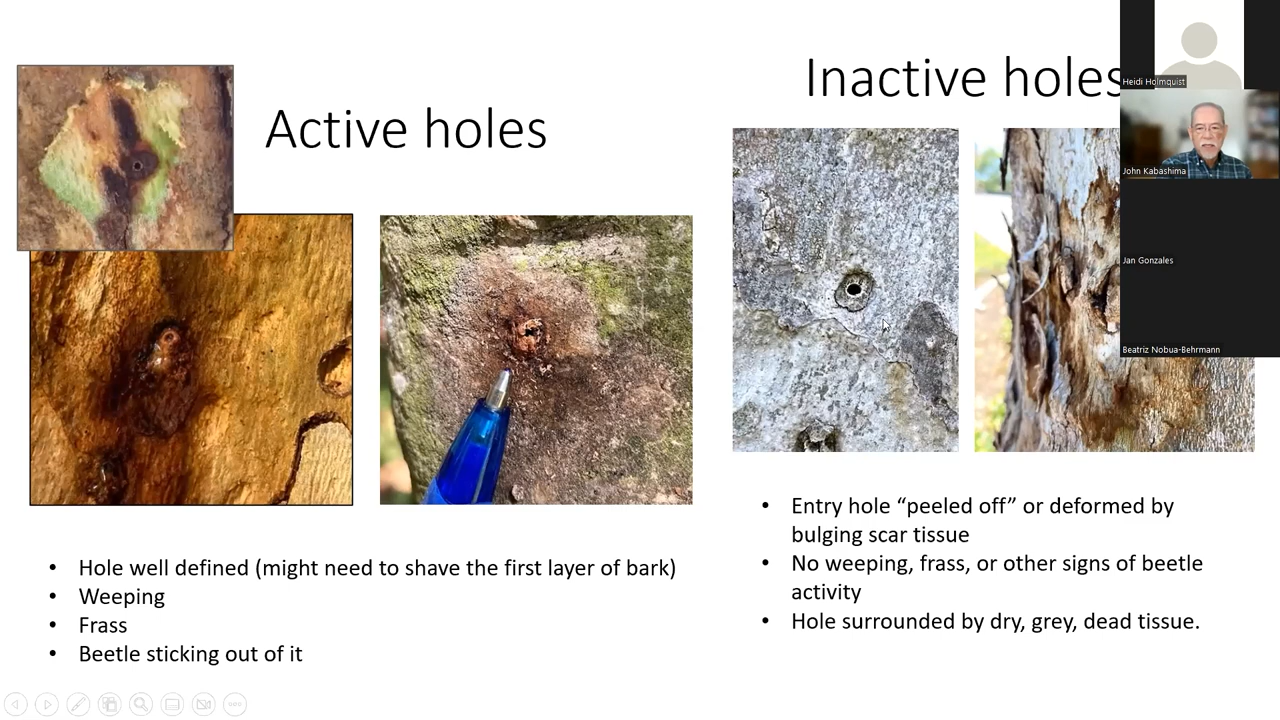 Active holes
Inactive holes
Heidi Holmquist
John Kabashima
Jan Gonzales
Beatriz Nobua-Behrmann
• Hole well defined (might need to shave the first layer of bark)
• Weeping
• Frass
• Beetle sticking out of it
• Entry hole “peeled off” or deformed by
bulging scar tissue
• No weeping, frass, or other signs of beetle
activity
• Hole surrounded by dry, grey, dead tissue.